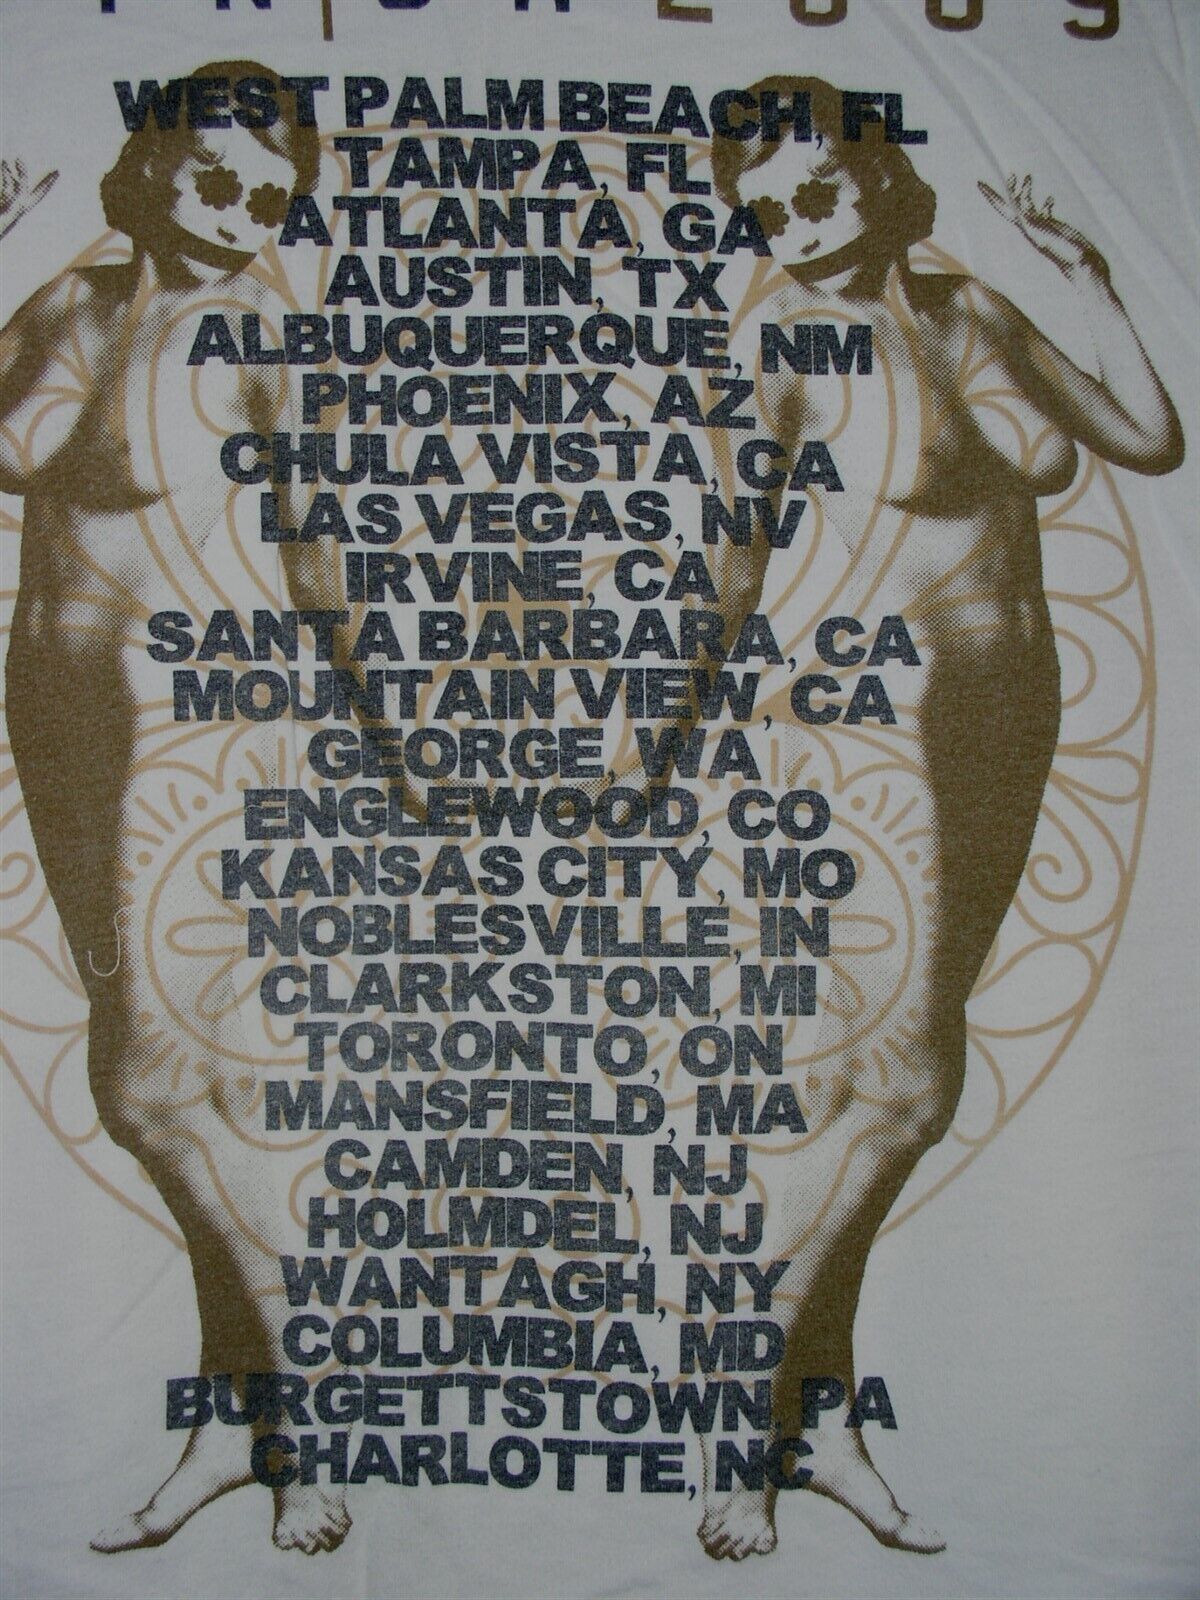 2009
WEST PALM BEACH, FL
TAMPA, FL
ATLANTA, GA
AUSTIN, TX
ALBUQUERQUE, NM
PHOENIX, AZ
CHULA VISTA, CA
LAS VEGAS, NV
IRVINE, CA
SANTA BARBARA, CA
MOUNTAIN VIEW, CA
GEORGE, WA
ENGLEWOOD, CO
KANSAS CITY, MO
NOBLESVILLE, IN
CLARKSTON, MI
TORONTO, ON
MANSFIELD, MA
CAMDEN, NJ
HOLMDEL, NJ
WANTAGH, NY
COLUMBIA, MD
BURGETTSTOWN, PA
CHARLOTTE, NC